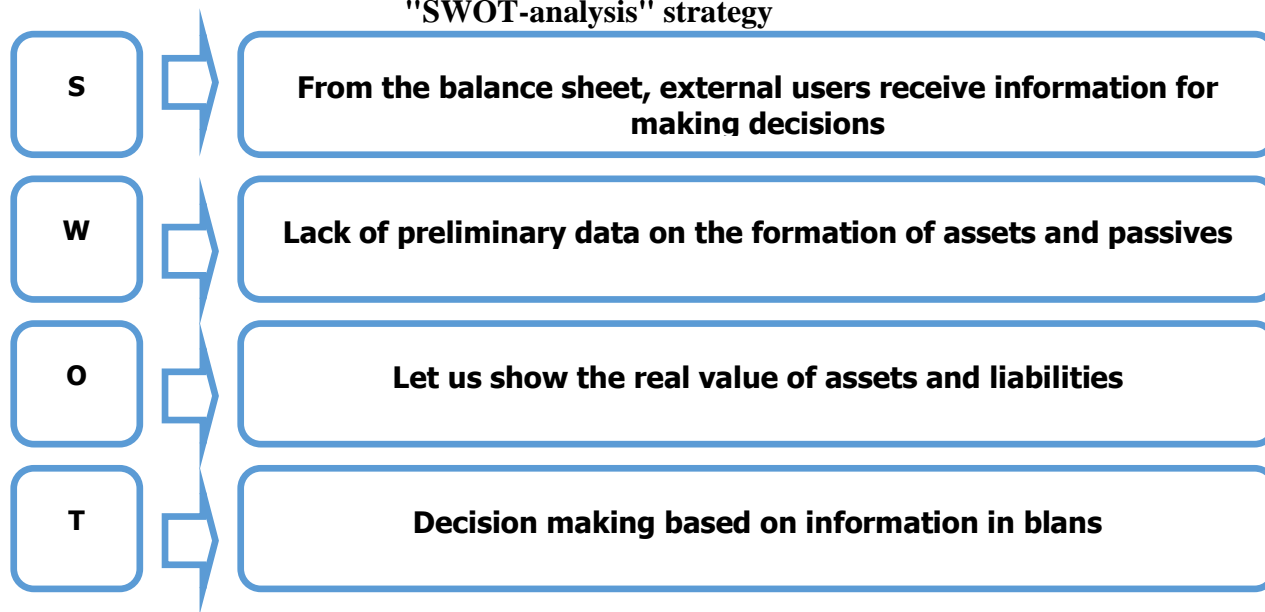 "SWOT-analysis" strategy
S
From the balance sheet, external users receive information for
making decisions
W
Lack of preliminary data on the formation of assets and passives
O
Let us show the real value of assets and liabilities
T
Decision making based on information in blans